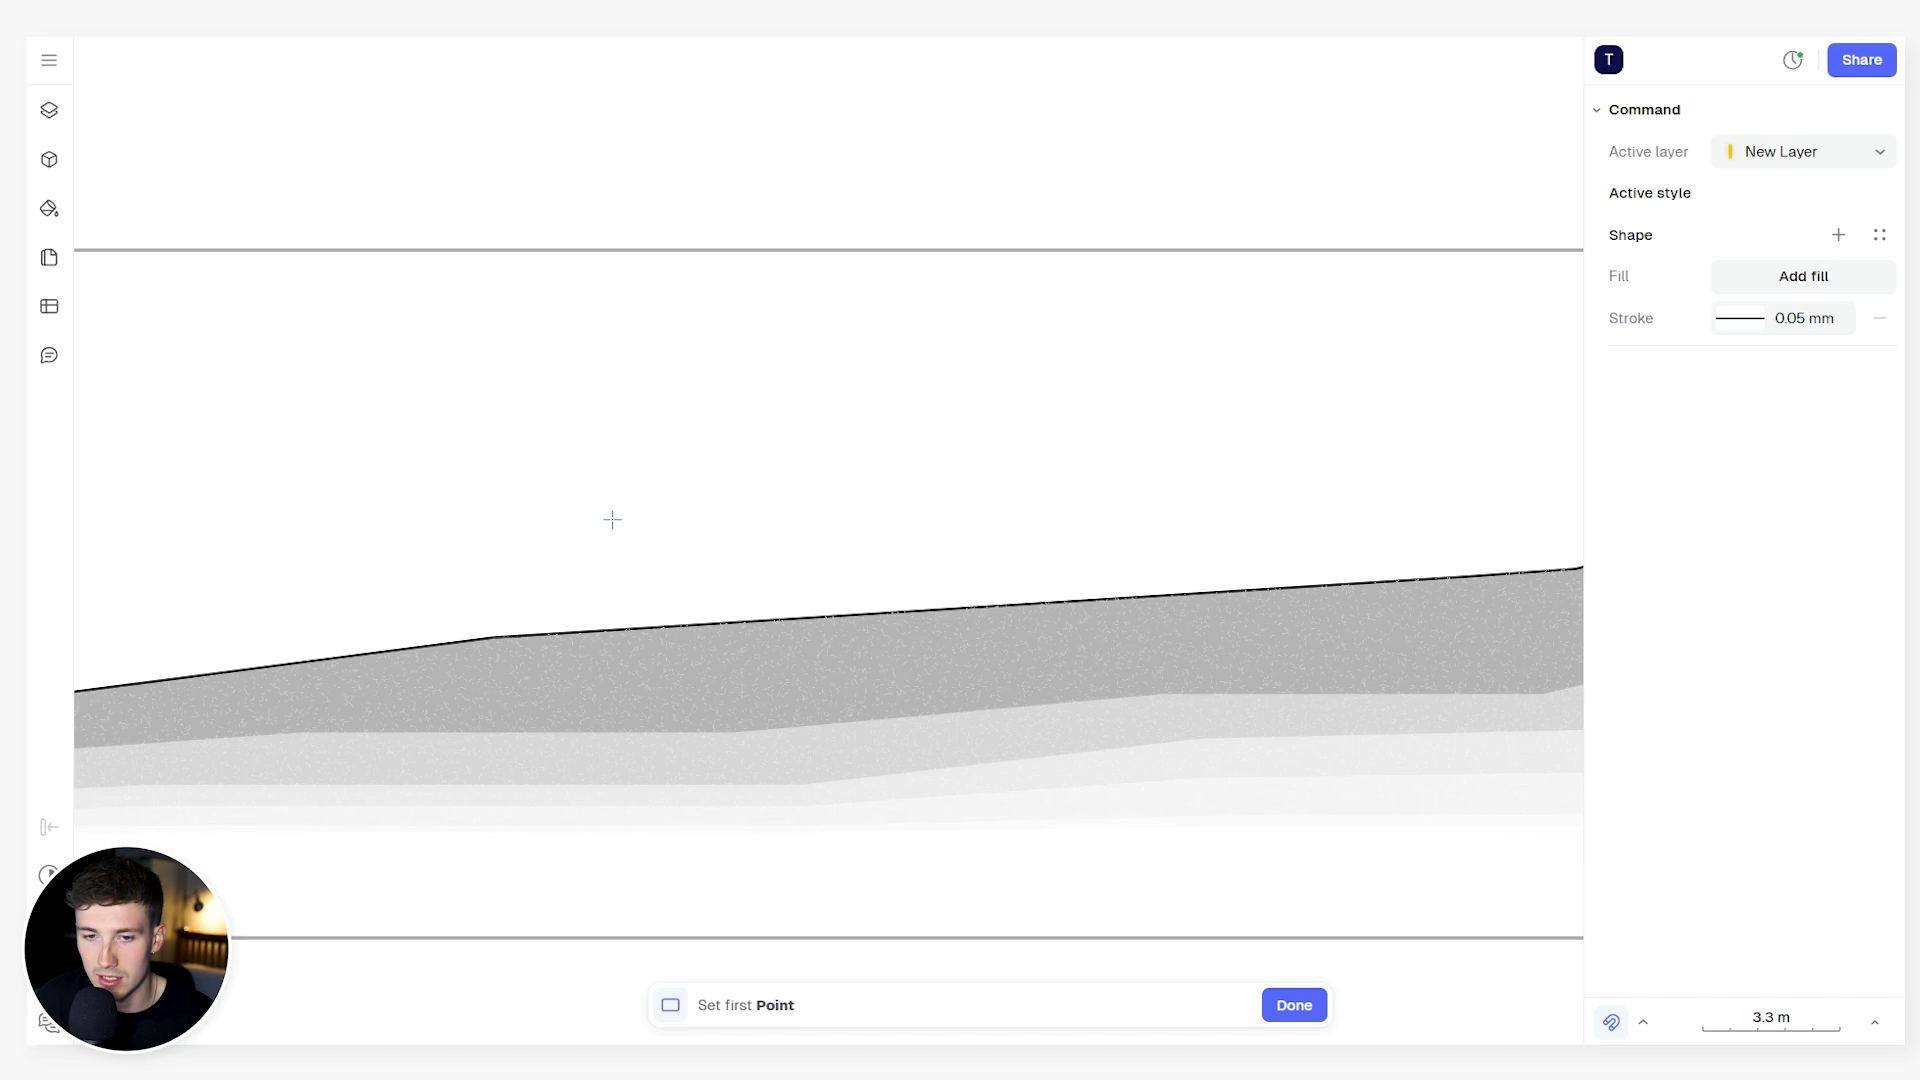 T
Share
Command
Active layer
New Layer
Active style
Shape
Fill
Add fill
Stroke
0.05 mm
Set first Point
Done
3.3 m